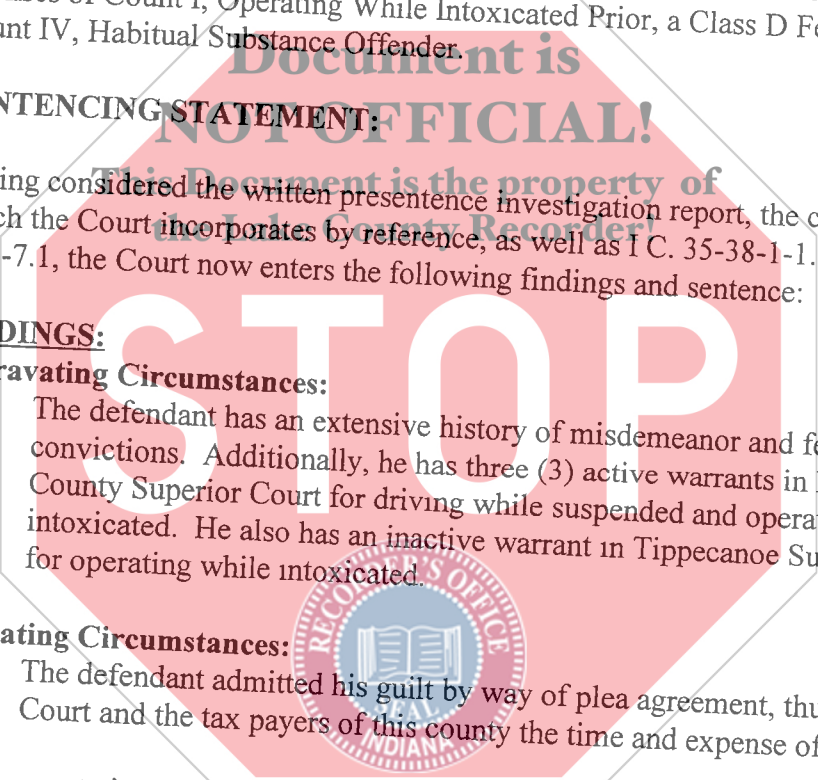 of Count I, Operating While Intoxicated Prior, a Class D Fe
unt IV, Habitual Substance Offender.
Document is
NTENCING STATEMENT:
NOT OFFICIAL!
This Document is the property of
ing considered the written presentence investigation report, the c
the Lake County Recorder!
ch the Court incorporates by reference, as well as I C. 35-38-1-1.
-7.1, the Court now enters the following findings and sentence:
STOP
DINGS:
ravating Circumstances:
The defendant has an extensive history of misdemeanor and fe
convictions. Additionally, he has three (3) active warrants in
County Superior Court for driving while suspended and opera
intoxicated. He also has an inactive warrant in Tippecanoe Su
for operating while intoxicated.
RECORDER'S OFFICE
SEAL
INDIANA
ating Circumstances:
The defendant admitted his guilt by way of plea agreement, thu
Court and the tax payers of this county the time and expense of